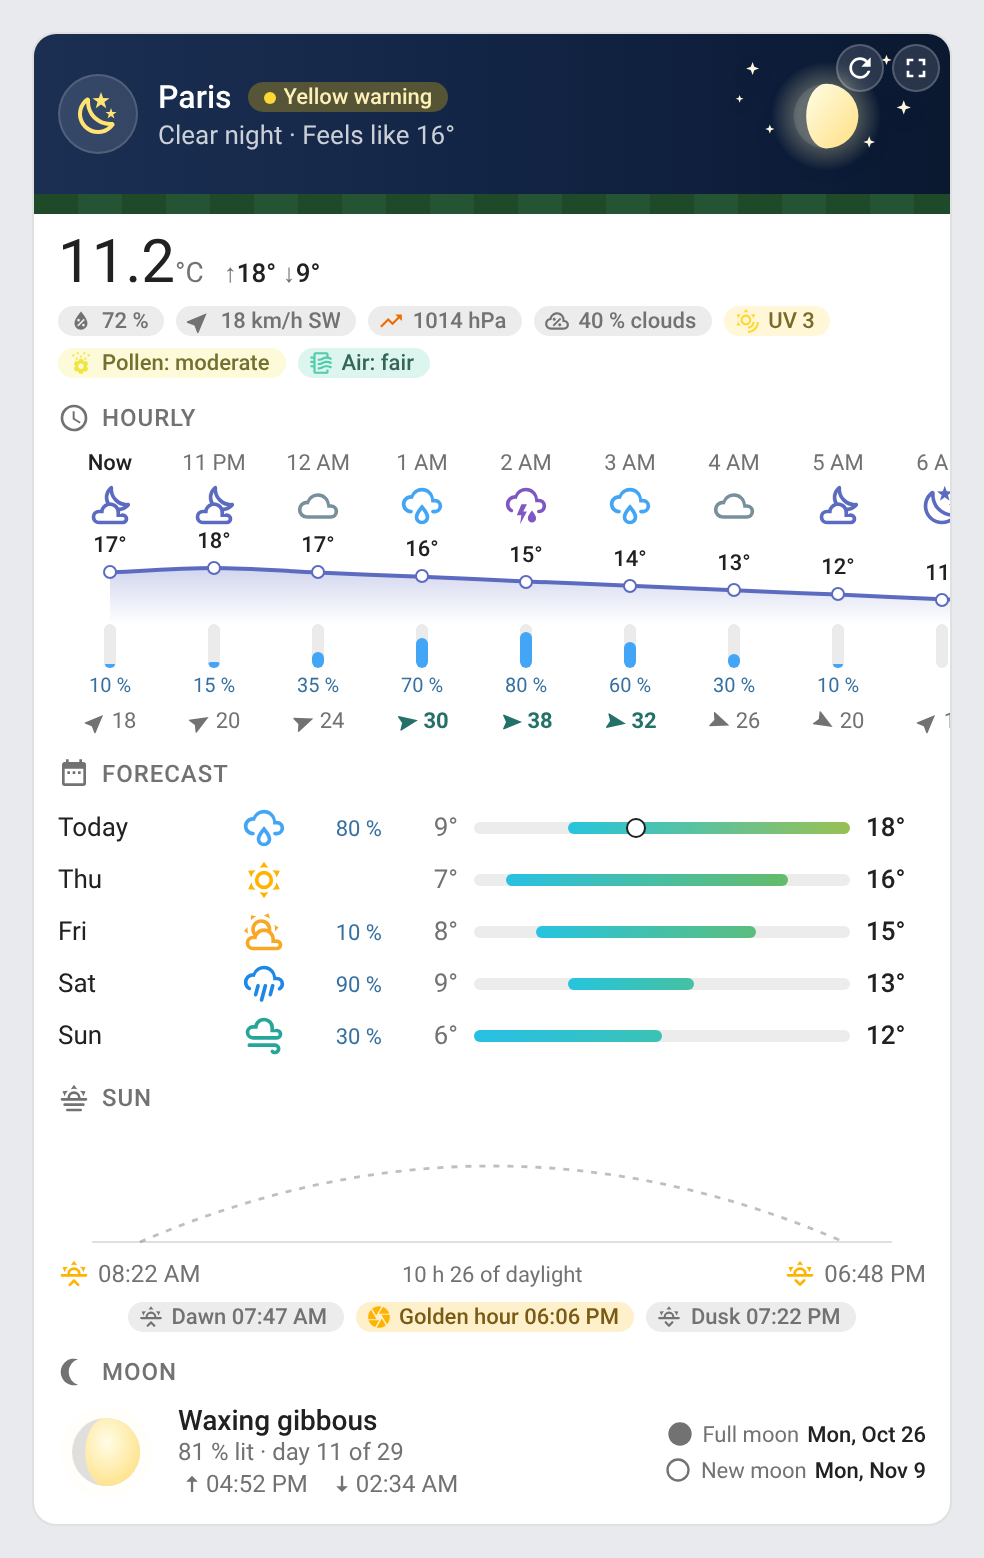 Paris Yellow warning
Clear night · Feels like 16°
11.2°C ↑18° ↓9°
72 % 18 km/h SW 1014 hPa 40 % clouds UV 3
Pollen: moderate Air: fair
HOURLY
Now 11 PM 12 AM 1 AM 2 AM 3 AM 4 AM 5 AM 6 A
17° 18° 17° 16° 15° 14° 13° 12° 11
10 % 15 % 35 % 70 % 80 % 60 % 30 % 10 %
18 20 24 30 38 32 26 20
FORECAST
Today 80 % 9° 18°
Thu 7° 16°
Fri 10 % 8° 15°
Sat 90 % 9° 13°
Sun 30 % 6° 12°
SUN
08:22 AM 10 h 26 of daylight 06:48 PM
Dawn 07:47 AM Golden hour 06:06 PM Dusk 07:22 PM
MOON
Waxing gibbous
81 % lit · day 11 of 29
↑ 04:52 PM ↓ 02:34 AM
Full moon Mon, Oct 26
New moon Mon, Nov 9